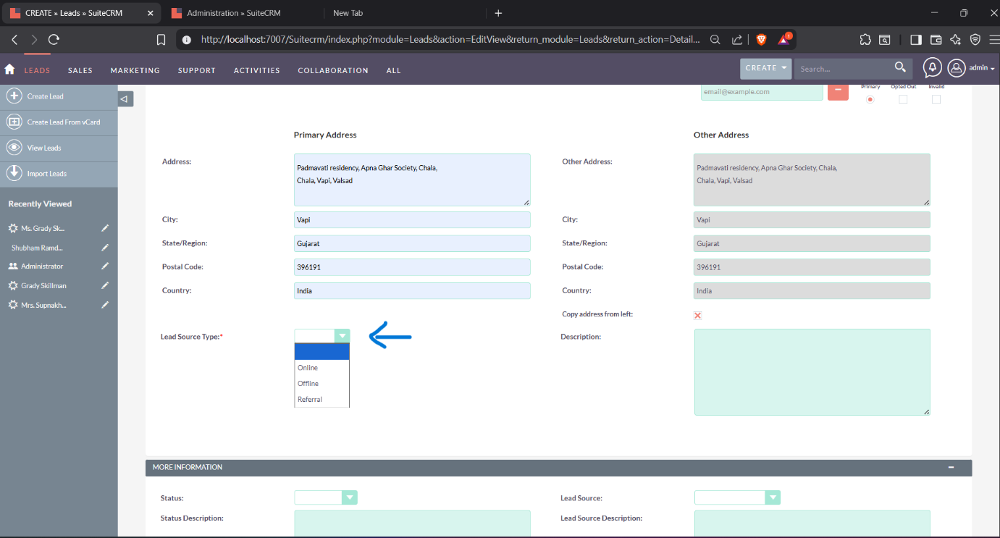 CREATE » Leads » SuiteCRM
Administration » SuiteCRM
New Tab
http://localhost:7007/Suitecrm/index.php?module=Leads&action=EditView&return_module=Leads&return_action=Detail...
1
LEADS
SALES
MARKETING
SUPPORT
ACTIVITIES
COLLABORATION
ALL
CREATE
Search...
admin
Create Lead
Create Lead From vCard
View Leads
Import Leads
Recently Viewed
Ms. Grady Sk...
Shubham Ramd...
Administrator
Grady Skillman
Mrs. Supnakh...
email@example.com
Primary
Opted Out
Invalid
Primary Address
Other Address
Address:
Padmavati residency, Apna Ghar Society, Chala,
Chala, Vapi, Valsad
Other Address:
Padmavati residency, Apna Ghar Society, Chala,
Chala, Vapi, Valsad
City:
Vapi
City:
Vapi
State/Region:
Gujarat
State/Region:
Gujarat
Postal Code:
396191
Postal Code:
396191
Country:
India
Country:
India
Copy address from left:
Lead Source Type:*
Online
Offline
Referral
Description:
MORE INFORMATION
Status:
Lead Source:
Status Description:
Lead Source Description: